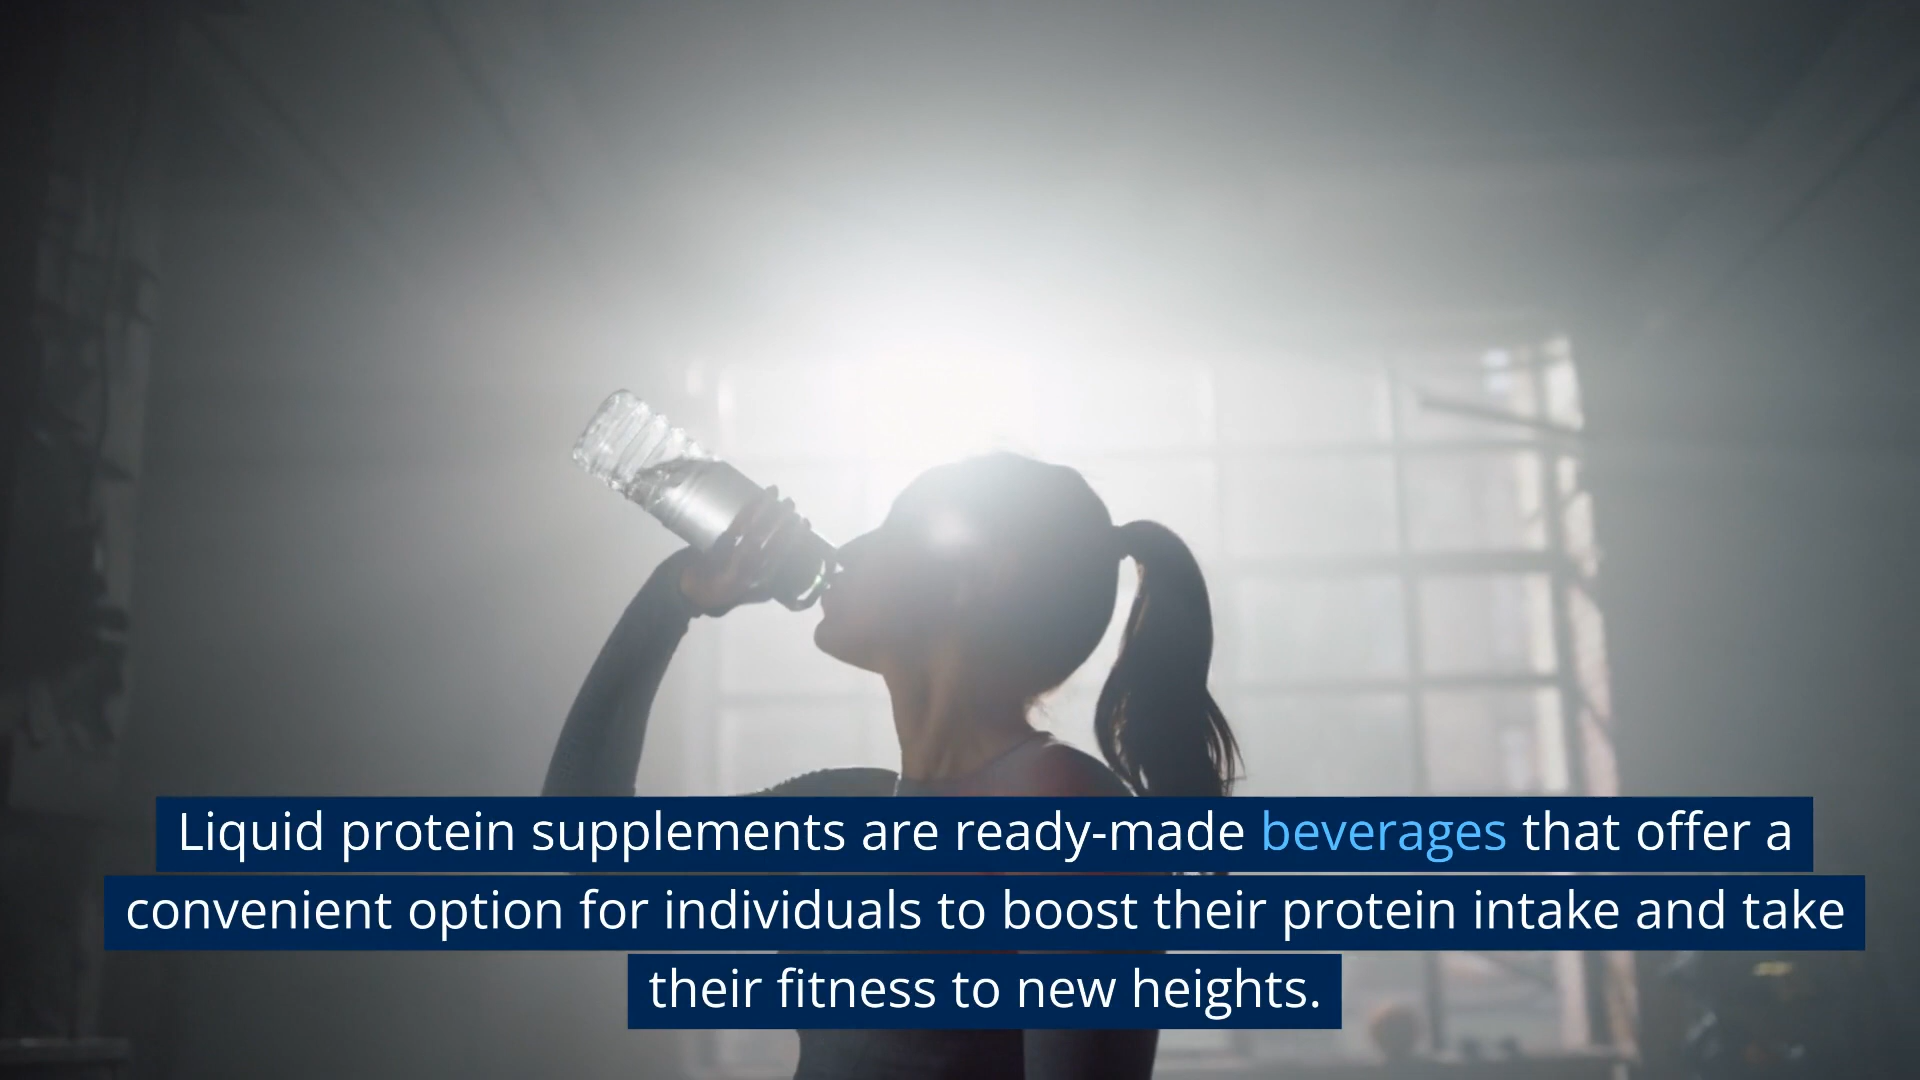 Liquid protein supplements are ready-made beverages that offer a
convenient option for individuals to boost their protein intake and take
their fitness to new heights.